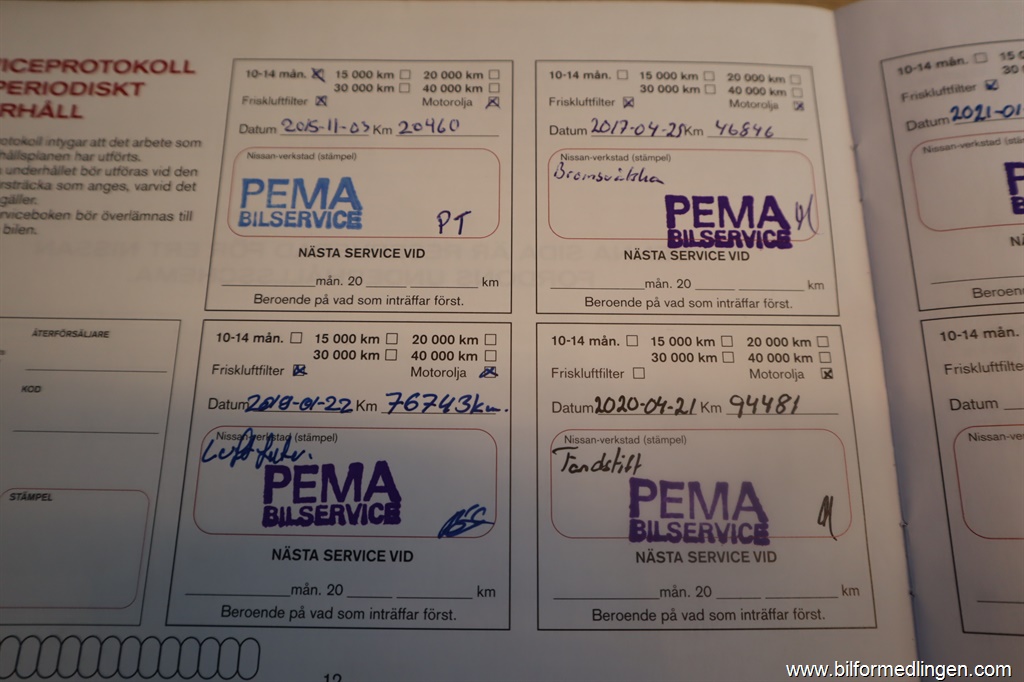 VICEPROTOKOLL
PERIODISKT
RHÅLL
rotokoll intygar att det arbete som
hållsplanen har utförts.
underhållet bör utföras vid den
rsträcka som anges, varvid det
gäller.
rviceboken bör överlämnas till
bilen.
ÅTERFÖRSÄLJARE
KOD
STÄMPEL
10-14 mån. 15 000 km 20 000 km
30 000 km 40 000 km
Friskluftfilter Motorolja
Datum 2015-11-03 Km 20460
Nissan-verkstad (stämpel)
PEMA
BILSERVICE
PT
NÄSTA SERVICE VID
mån. 20 km
Beroende på vad som inträffar först.
10-14 mån. 15 000 km 20 000 km
30 000 km 40 000 km
Friskluftfilter Motorolja
Datum 2017-04-25 Km 46846
Nissan-verkstad (stämpel)
Bromsvätska
PEMA
BILSERVICE
NÄSTA SERVICE VID
mån. 20 km
Beroende på vad som inträffar först.
10-14 mån. 15 000 km 20 000 km
30 000 km 40 000 km
Friskluftfilter Motorolja
Datum 2019-01-22 Km 76743km.
Nissan-verkstad (stämpel)
PEMA
BILSERVICE
NÄSTA SERVICE VID
mån. 20 km
Beroende på vad som inträffar först.
10-14 mån. 15 000 km 20 000 km
30 000 km 40 000 km
Friskluftfilter Motorolja
Datum 2020-04-21 Km 94481
Nissan-verkstad (stämpel)
Tandstift
PEMA
BILSERVICE
NÄSTA SERVICE VID
mån. 20 km
Beroende på vad som inträffar först.
10-14 mån. 15
30
Friskluftfilter
Datum 2021-01
Nissan-verkstad (stäm
P
BIL
NÄ
Beroen
10-14 mån.
Friskluftfilte
Datum
Nissan-ver
www.bilformedlingen.com